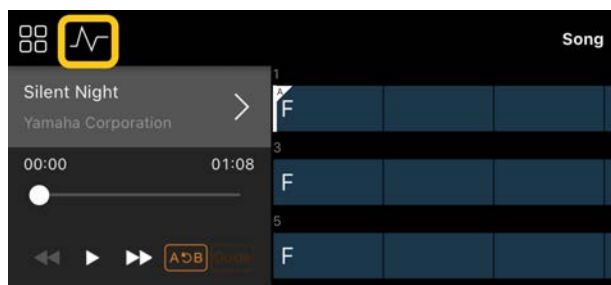 Song
Silent Night
Yamaha Corporation
00:00 01:08
A B
1
A
F
3
F
5
F